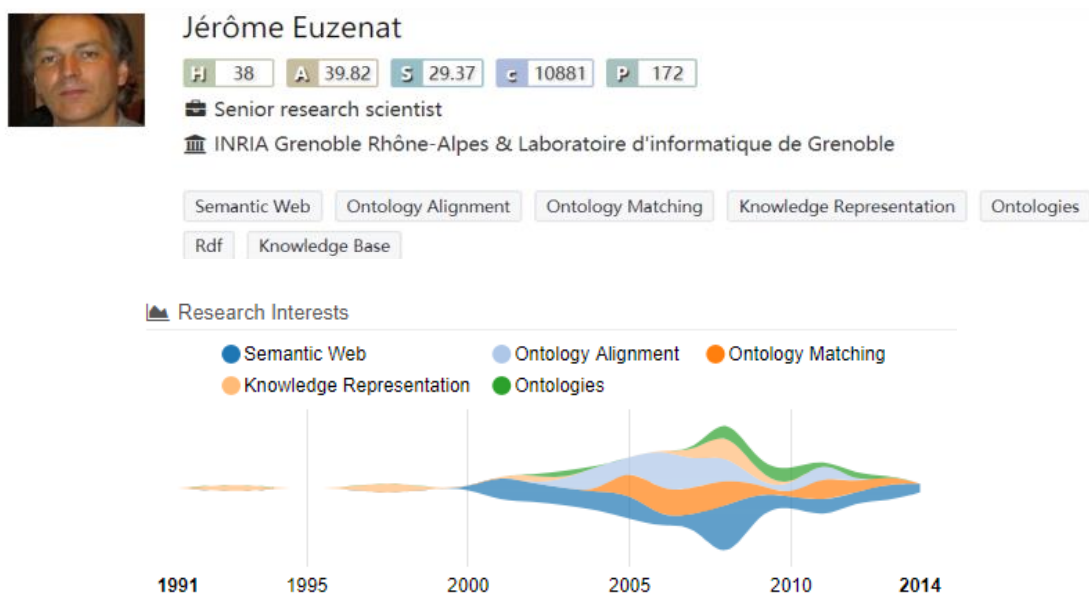 Jérôme Euzenat
H 38 A 39.82 S 29.37 c 10881 P 172
Senior research scientist
INRIA Grenoble Rhône-Alpes & Laboratoire d'informatique de Grenoble
Semantic Web Ontology Alignment Ontology Matching Knowledge Representation Ontologies
Rdf Knowledge Base
Research Interests
Semantic Web Ontology Alignment Ontology Matching
Knowledge Representation Ontologies
1991 1995 2000 2005 2010 2014